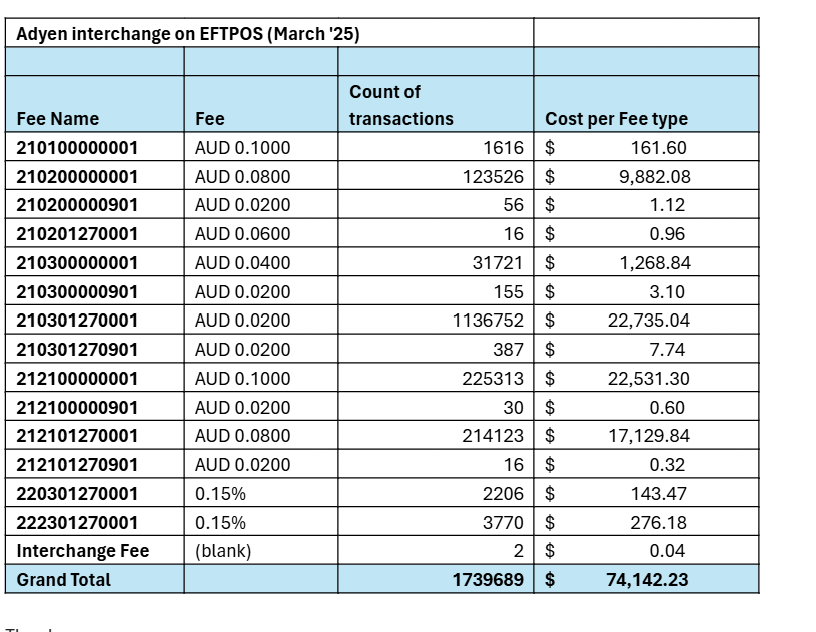 Adyen interchange on EFTPOS (March '25)
Fee Name Fee Count of transactions Cost per Fee type
210100000001 AUD 0.1000 1616 $ 161.60
210200000001 AUD 0.0800 123526 $ 9,882.08
210200000901 AUD 0.0200 56 $ 1.12
210201270001 AUD 0.0600 16 $ 0.96
210300000001 AUD 0.0400 31721 $ 1,268.84
210300000901 AUD 0.0200 155 $ 3.10
210301270001 AUD 0.0200 1136752 $ 22,735.04
210301270901 AUD 0.0200 387 $ 7.74
212100000001 AUD 0.1000 225313 $ 22,531.30
212100000901 AUD 0.0200 30 $ 0.60
212101270001 AUD 0.0800 214123 $ 17,129.84
212101270901 AUD 0.0200 16 $ 0.32
220301270001 0.15% 2206 $ 143.47
222301270001 0.15% 3770 $ 276.18
Interchange Fee (blank) 2 $ 0.04
Grand Total 1739689 $ 74,142.23